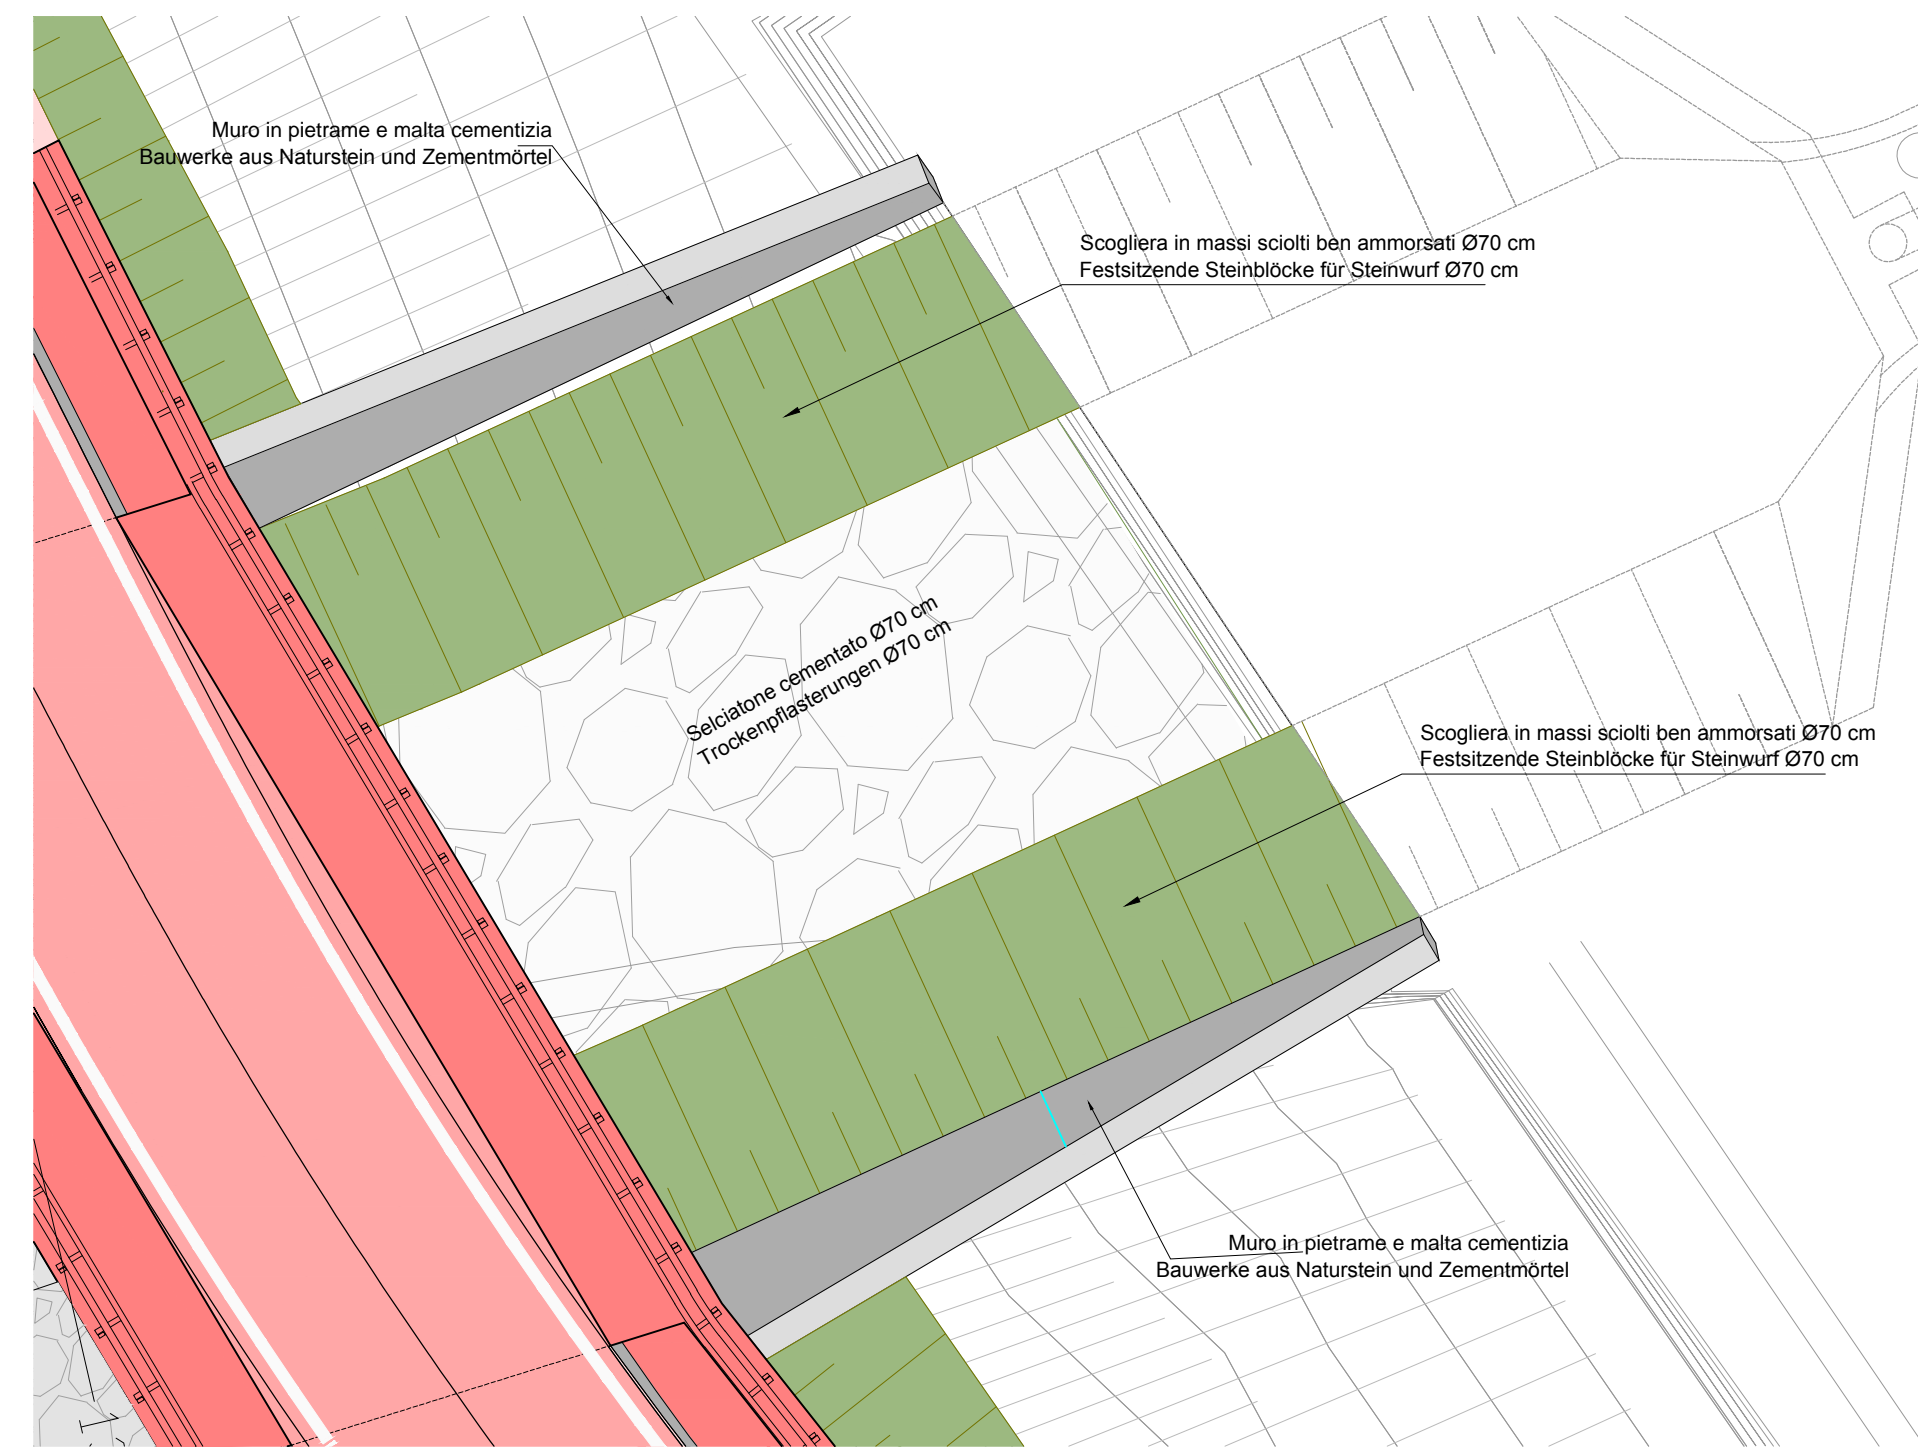 Muro in pietrame e malta cementizia
Bauwerke aus Naturstein und Zementmörtel
Scogliera in massi sciolti ben ammorsati Ø70 cm
Festsitzende Steinblöcke für Steinwurf Ø70 cm
Selciatone cementato Ø70 cm
Trockenpflasterungen Ø70 cm
Scogliera in massi sciolti ben ammorsati Ø70 cm
Festsitzende Steinblöcke für Steinwurf Ø70 cm
Muro in pietrame e malta cementizia
Bauwerke aus Naturstein und Zementmörtel